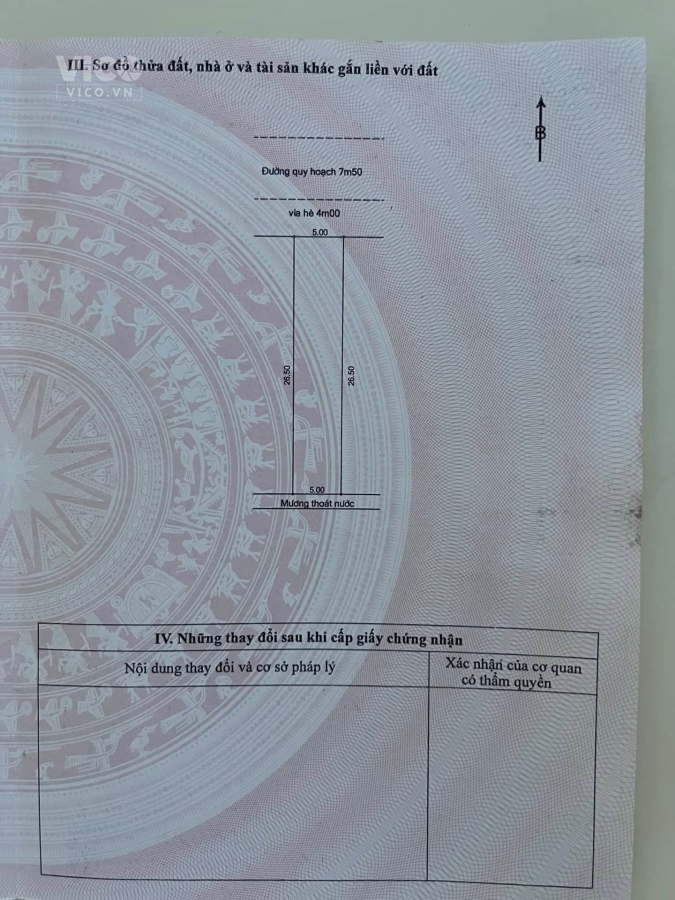 VICO
VICO.VN
III. Sơ đồ thửa đất, nhà ở và tài sản khác gắn liền với đất
B
Đường quy hoạch 7m50
vỉa hè 4m00
5.00
26.50
26.50
5.00
Mương thoát nước
IV. Những thay đổi sau khi cấp giấy chứng nhận
Nội dung thay đổi và cơ sở pháp lý
Xác nhận của cơ quan
có thẩm quyền